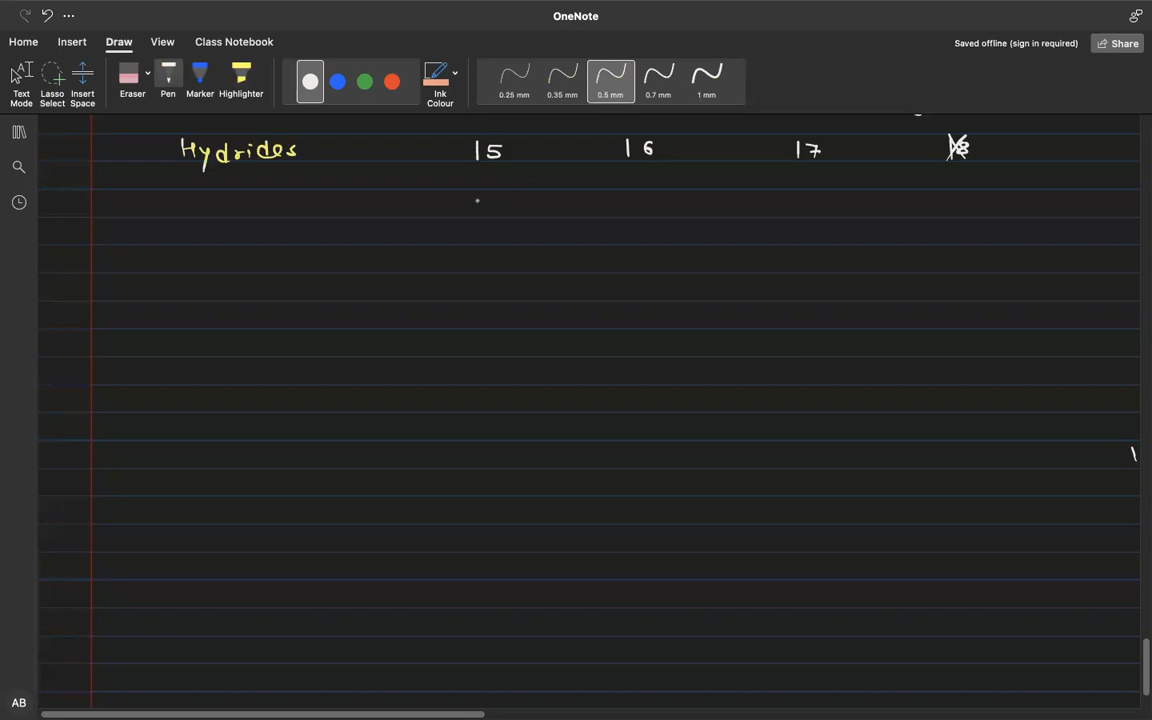 OneNote
Home Insert Draw View Class Notebook
Saved offline (sign in required) Share
Text Mode Lasso Select Insert Space Eraser Pen Marker Highlighter Ink Colour 0.25 mm 0.35 mm 0.5 mm 0.7 mm 1 mm
Hydrides 15 16 17 18
AB